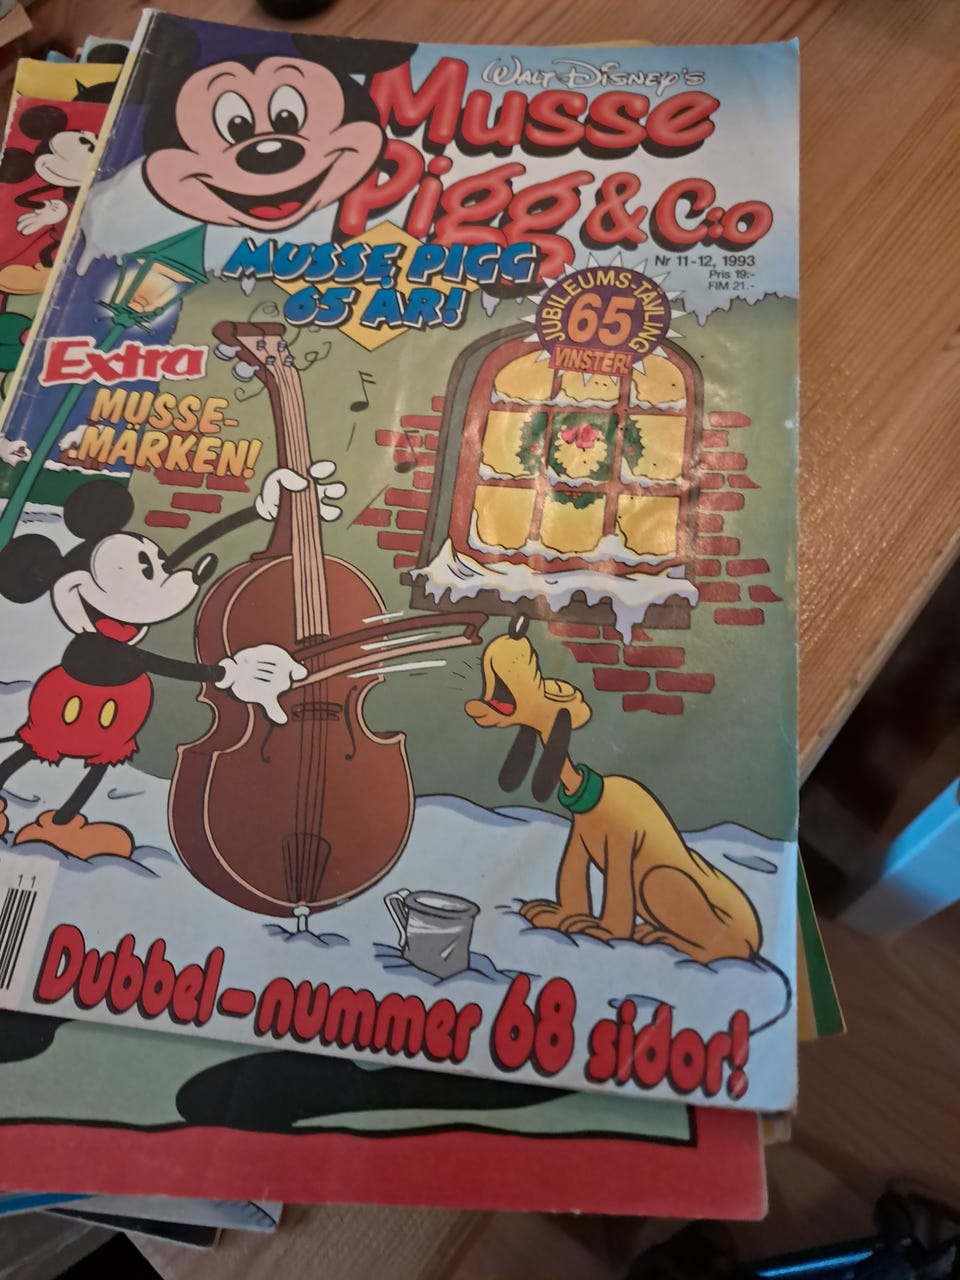 WALT DISNEY'S
Musse
Pigg & C:o
Nr 11-12, 1993
Pris 19:-
FIM 21.-
MUSSE PIGG
65 ÅR!
JUBILEUMS-TÄVLING
65
VINSTER!
Extra
MUSSE-
MÄRKEN!
11
Dubbel-nummer 68 sidor!